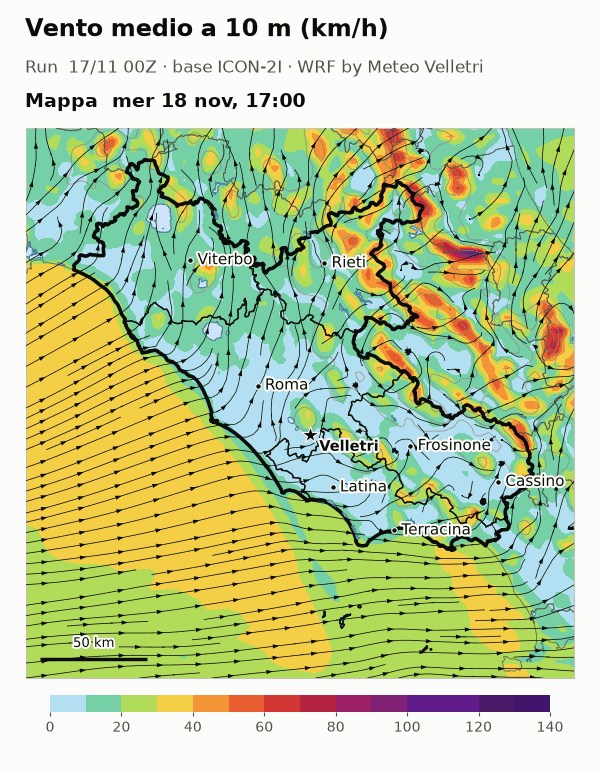 Vento medio a 10 m (km/h)
Run 17/11 00Z · base ICON-2I · WRF by Meteo Velletri
Mappa mer 18 nov, 17:00
Viterbo
Rieti
Roma
Velletri
Frosinone
Latina
Cassino
Terracina
50 km
0 20 40 60 80 100 120 140